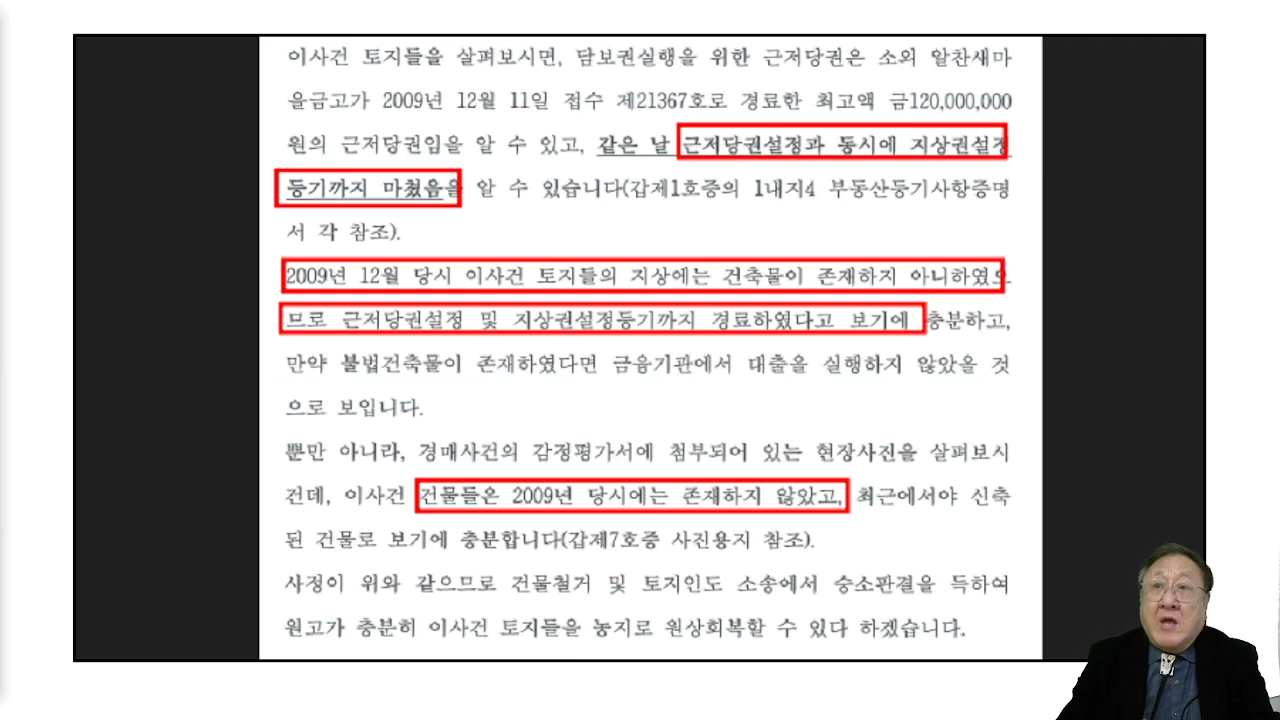 이사건 토지들을 살펴보시면, 담보권실행을 위한 근저당권은 소외 알찬새마
을금고가 2009년 12월 11일 접수 제21367호로 경료한 최고액 금120,000,000
원의 근저당권임을 알 수 있고, 같은 날 근저당권설정과 동시에 지상권설정
등기까지 마쳤음을 알 수 있습니다(갑제1호증의 1내지4 부동산등기사항증명
서 각 참조).
2009년 12월 당시 이사건 토지들의 지상에는 건축물이 존재하지 아니하였으
므로 근저당권설정 및 지상권설정등기까지 경료하였다고 보기에 충분하고,
만약 불법건축물이 존재하였다면 금융기관에서 대출을 실행하지 않았을 것
으로 보입니다.
뿐만 아니라, 경매사건의 감정평가서에 첨부되어 있는 현장사진을 살펴보시
건데, 이사건 건물들은 2009년 당시에는 존재하지 않았고, 최근에서야 신축
된 건물로 보기에 충분합니다(갑제7호증 사진용지 참조).
사정이 위와 같으므로 건물철거 및 토지인도 소송에서 승소판결을 득하여
원고가 충분히 이사건 토지들을 농지로 원상회복할 수 있다 하겠습니다.